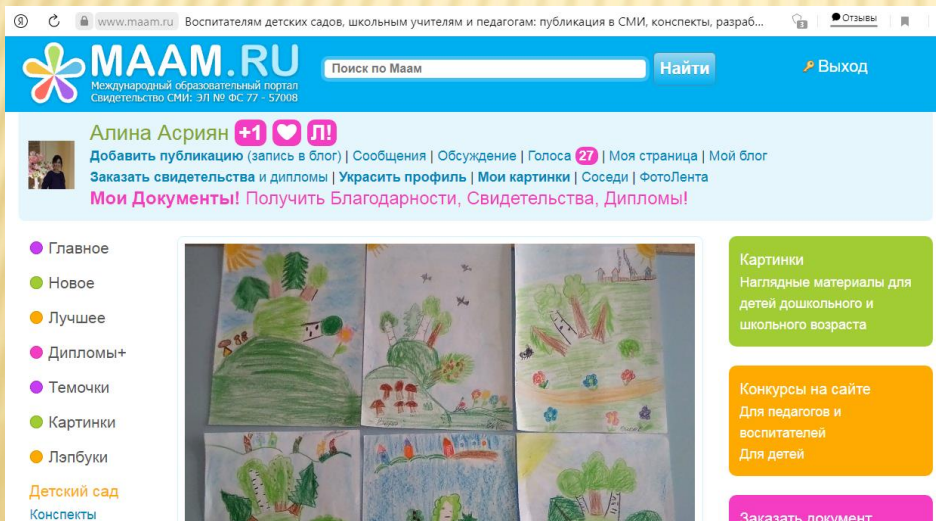 www.maam.ru Воспитателям детских садов, школьным учителям и педагогам: публикация в СМИ, конспекты, разраб...
3
Отзывы
MAAM.RU
Международный образовательный портал
Свидетельство СМИ: ЭЛ № ФС 77 - 57008
Поиск по Маам
Найти
Выход
Алина Асриян +1 Л!
Добавить публикацию (запись в блог) | Сообщения | Обсуждение | Голоса 27 | Моя страница | Мой блог
Заказать свидетельства и дипломы | Украсить профиль | Мои картинки | Соседи | ФотоЛента
Мои Документы! Получить Благодарности, Свидетельства, Дипломы!
Главное
Новое
Лучшее
Дипломы+
Темочки
Картинки
Лэпбуки
Детский сад
Конспекты
Картинки
Наглядные материалы для
детей дошкольного и
школьного возраста
Конкурсы на сайте
Для педагогов и
воспитателей
Для детей
Заказать документ